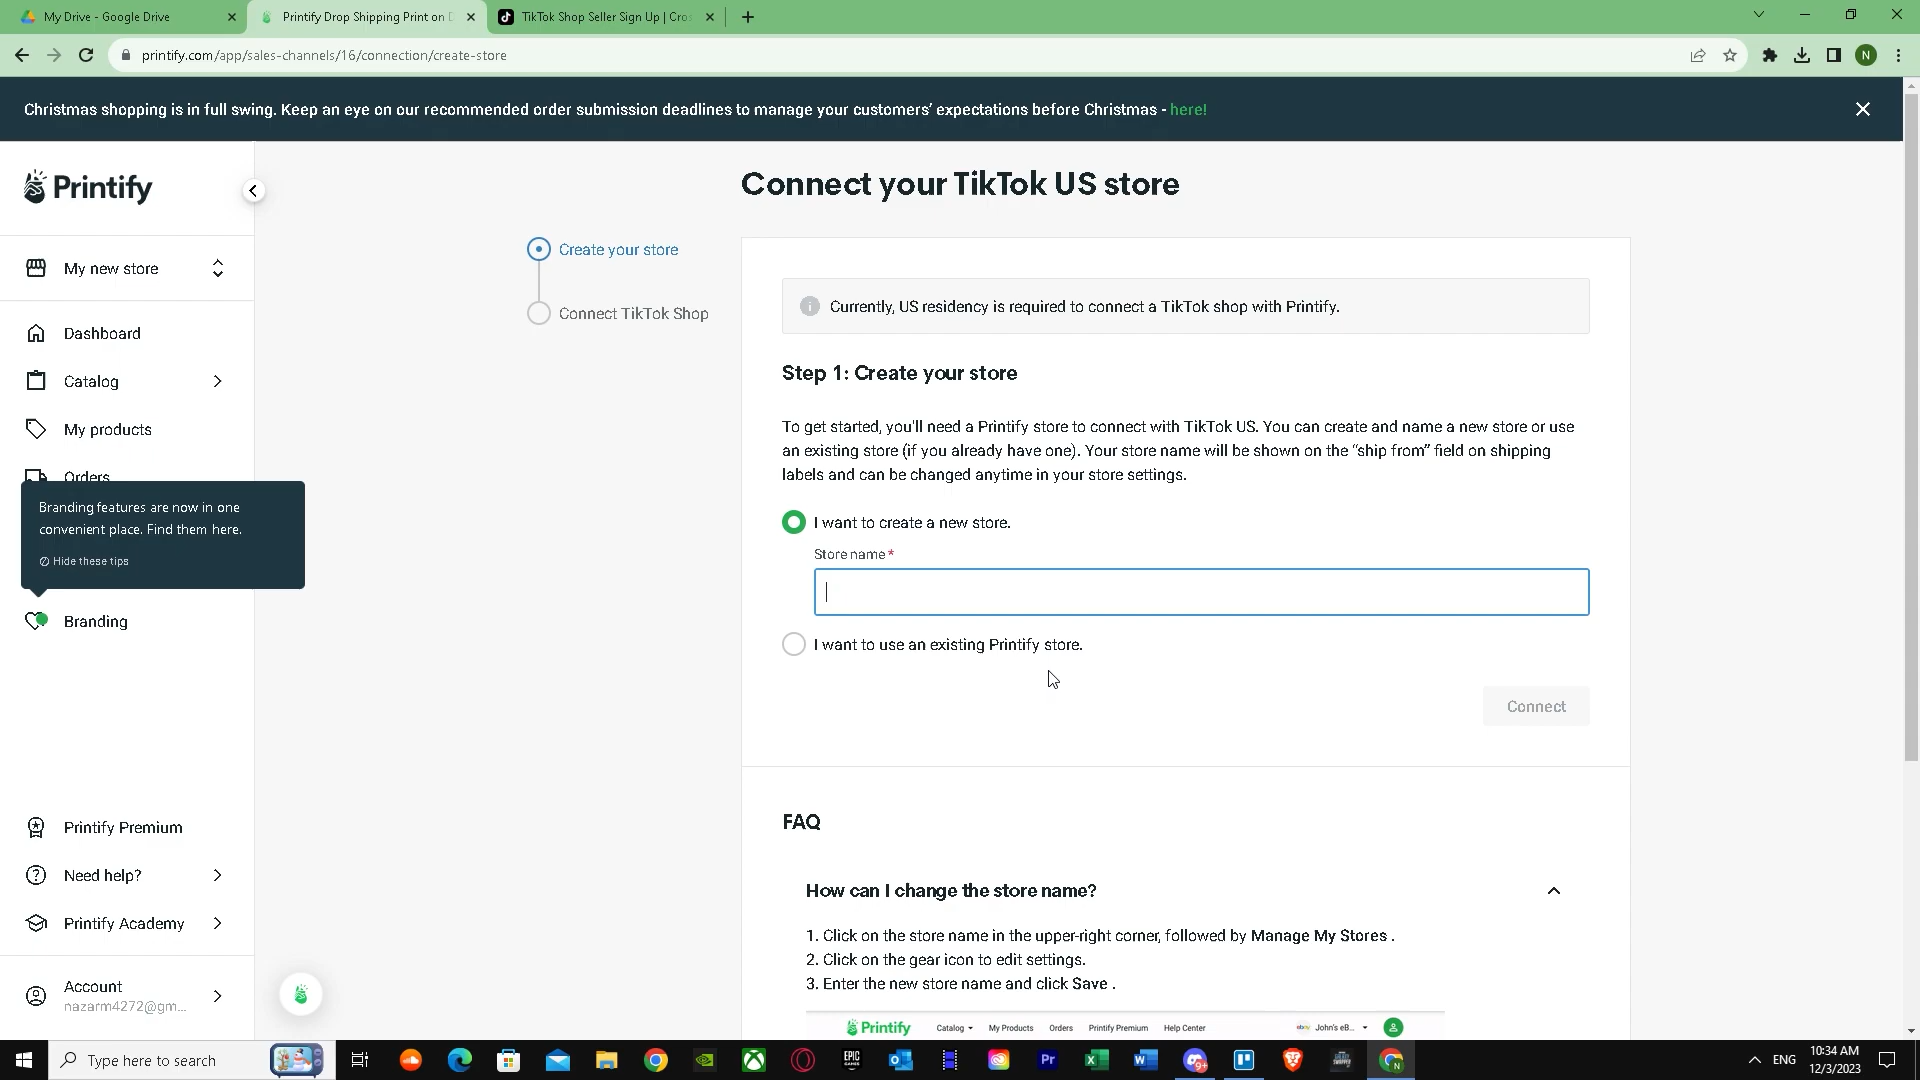 My Drive - Google Drive
Printify Drop Shipping Print on D
TikTok Shop Seller Sign Up | Cros
printify.com/app/sales-channels/16/connection/create-store
N
Christmas shopping is in full swing. Keep an eye on our recommended order submission deadlines to manage your customers’ expectations before Christmas - here!
Printify
My new store
Dashboard
Catalog
My products
Orders
Branding features are now in one
convenient place. Find them here.
Hide these tips
Branding
Printify Premium
Need help?
Printify Academy
Account
nazarm4272@gm...
Connect your TikTok US store
Create your store
Connect TikTok Shop
Currently, US residency is required to connect a TikTok shop with Printify.
Step 1: Create your store
To get started, you'll need a Printify store to connect with TikTok US. You can create and name a new store or use
an existing store (if you already have one). Your store name will be shown on the “ship from” field on shipping
labels and can be changed anytime in your store settings.
I want to create a new store.
Store name *
I want to use an existing Printify store.
Connect
FAQ
How can I change the store name?
1. Click on the store name in the upper-right corner, followed by Manage My Stores .
2. Click on the gear icon to edit settings.
3. Enter the new store name and click Save .
Printify Catalog My Products Orders Printify Premium Help Center ebay John's eB...
Type here to search
EPIC GAMES
Pr
9+
N
ENG
10:34 AM
12/3/2023